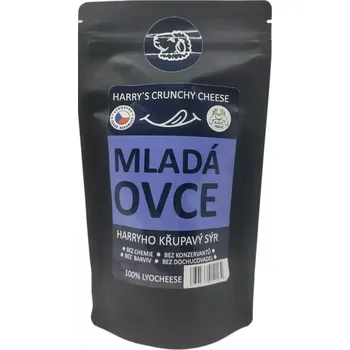 HARRY'S CRUNCHY CHEESE
MLADÁ
OVCE
HARRYHO KŘUPAVÝ SÝR
• BEZ CHEMIE • BEZ KONZERVANTŮ
• BEZ BARVIV • BEZ DOCHUCOVADEL
100% LYOCHEESE